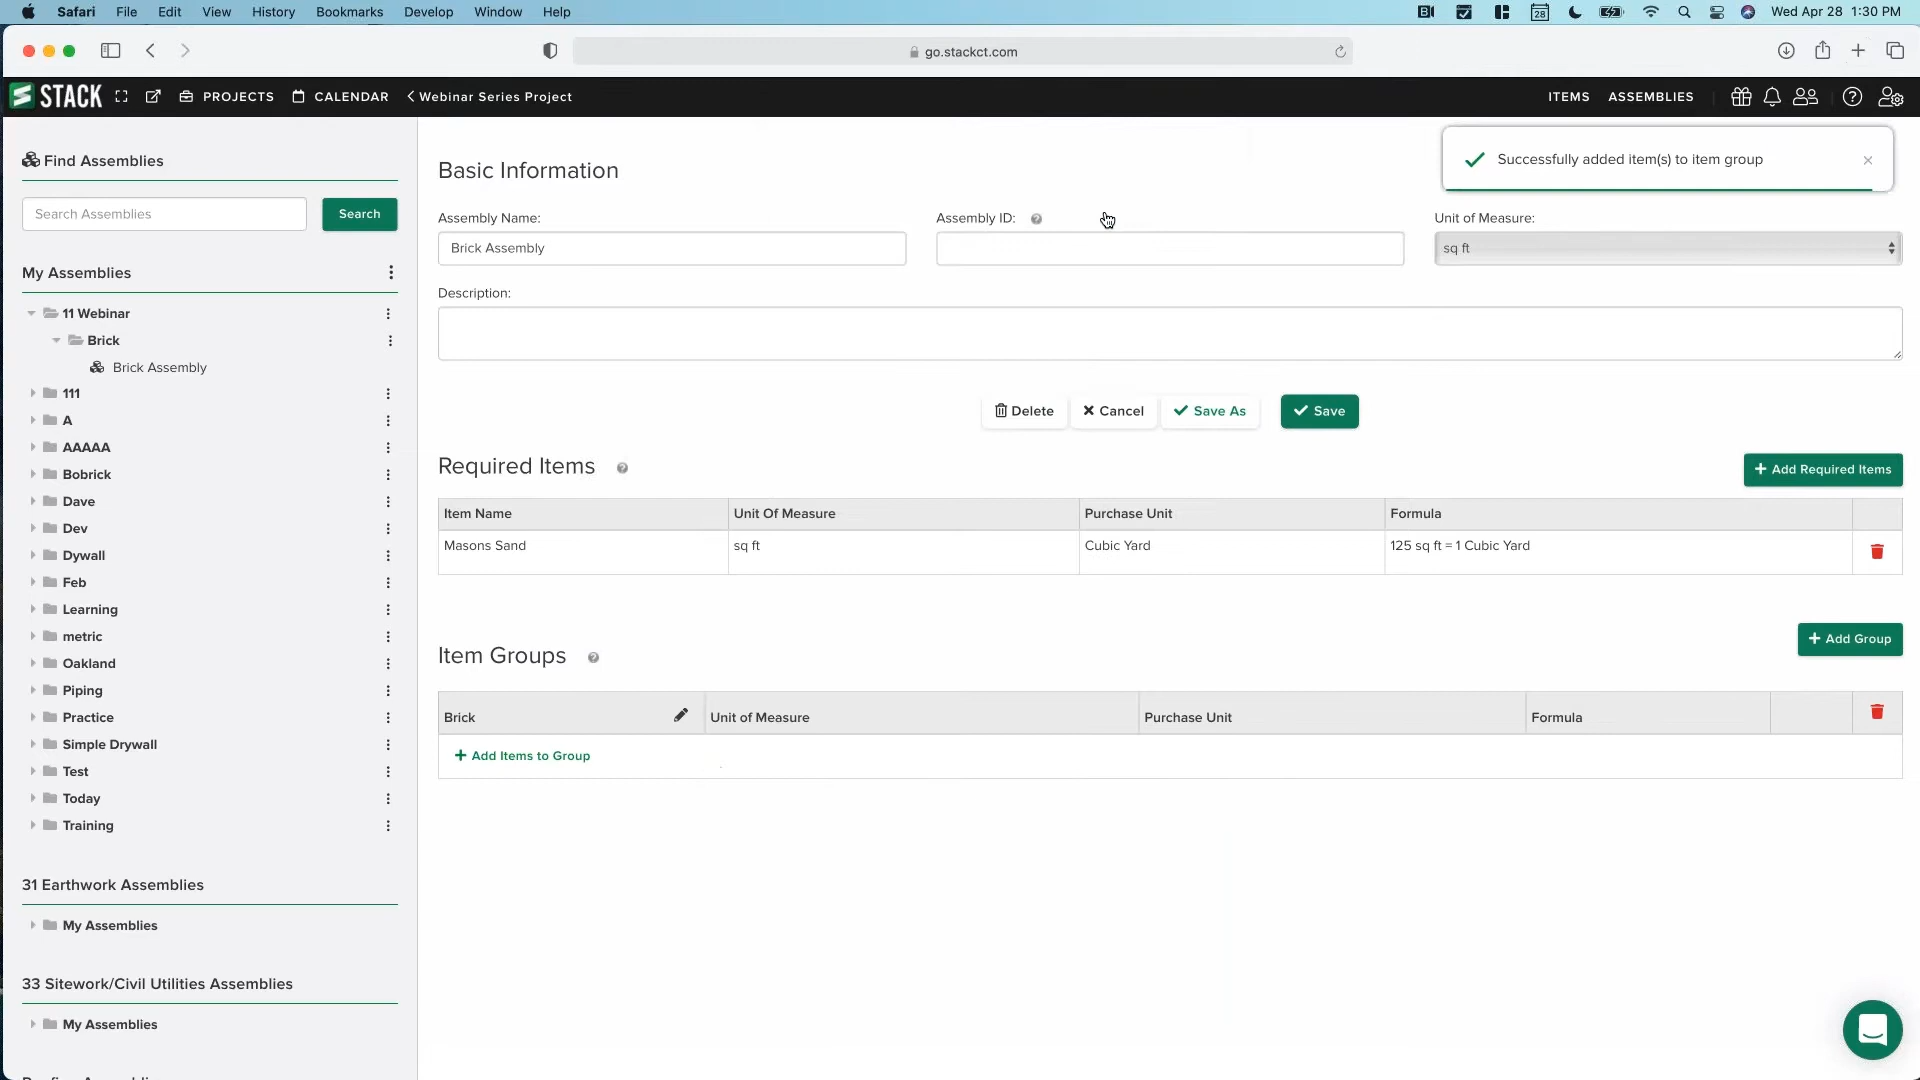 Safari File Edit View History Bookmarks Develop Window Help
28
Wed Apr 28 1:30 PM
go.stackct.com
STACK
PROJECTS
CALENDAR
Webinar Series Project
ITEMS
ASSEMBLIES
Find Assemblies
Search Assemblies
Search
My Assemblies
11 Webinar
Brick
Brick Assembly
111
A
AAAAA
Bobrick
Dave
Dev
Dywall
Feb
Learning
metric
Oakland
Piping
Practice
Simple Drywall
Test
Today
Training
31 Earthwork Assemblies
My Assemblies
33 Sitework/Civil Utilities Assemblies
My Assemblies
Basic Information
Successfully added item(s) to item group
Assembly Name:
Assembly ID:
Unit of Measure:
Brick Assembly
sq ft
Description:
Delete
Cancel
Save As
Save
Required Items
+ Add Required Items
Item Name
Unit Of Measure
Purchase Unit
Formula
Masons Sand
sq ft
Cubic Yard
125 sq ft = 1 Cubic Yard
Item Groups
+ Add Group
Brick
Unit of Measure
Purchase Unit
Formula
+ Add Items to Group